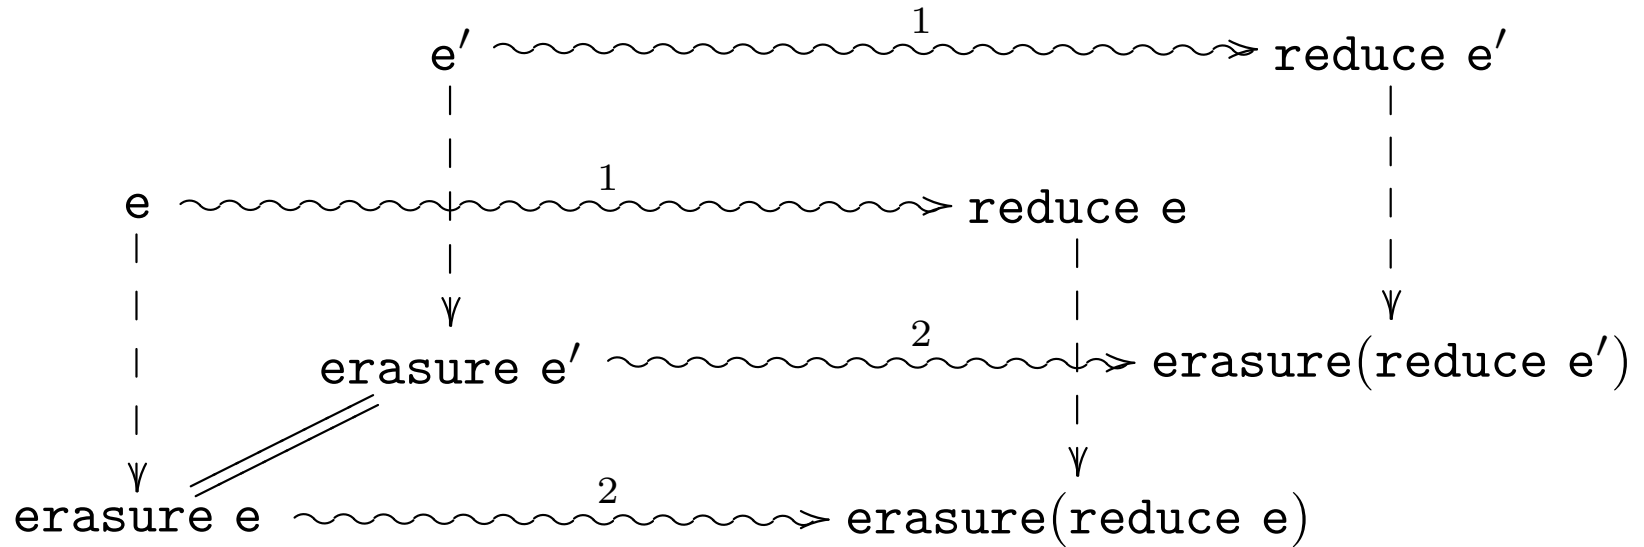 1
e′ reduce e′
1
e reduce e
2
erasure e′ erasure(reduce e′)
2
erasure e erasure(reduce e)